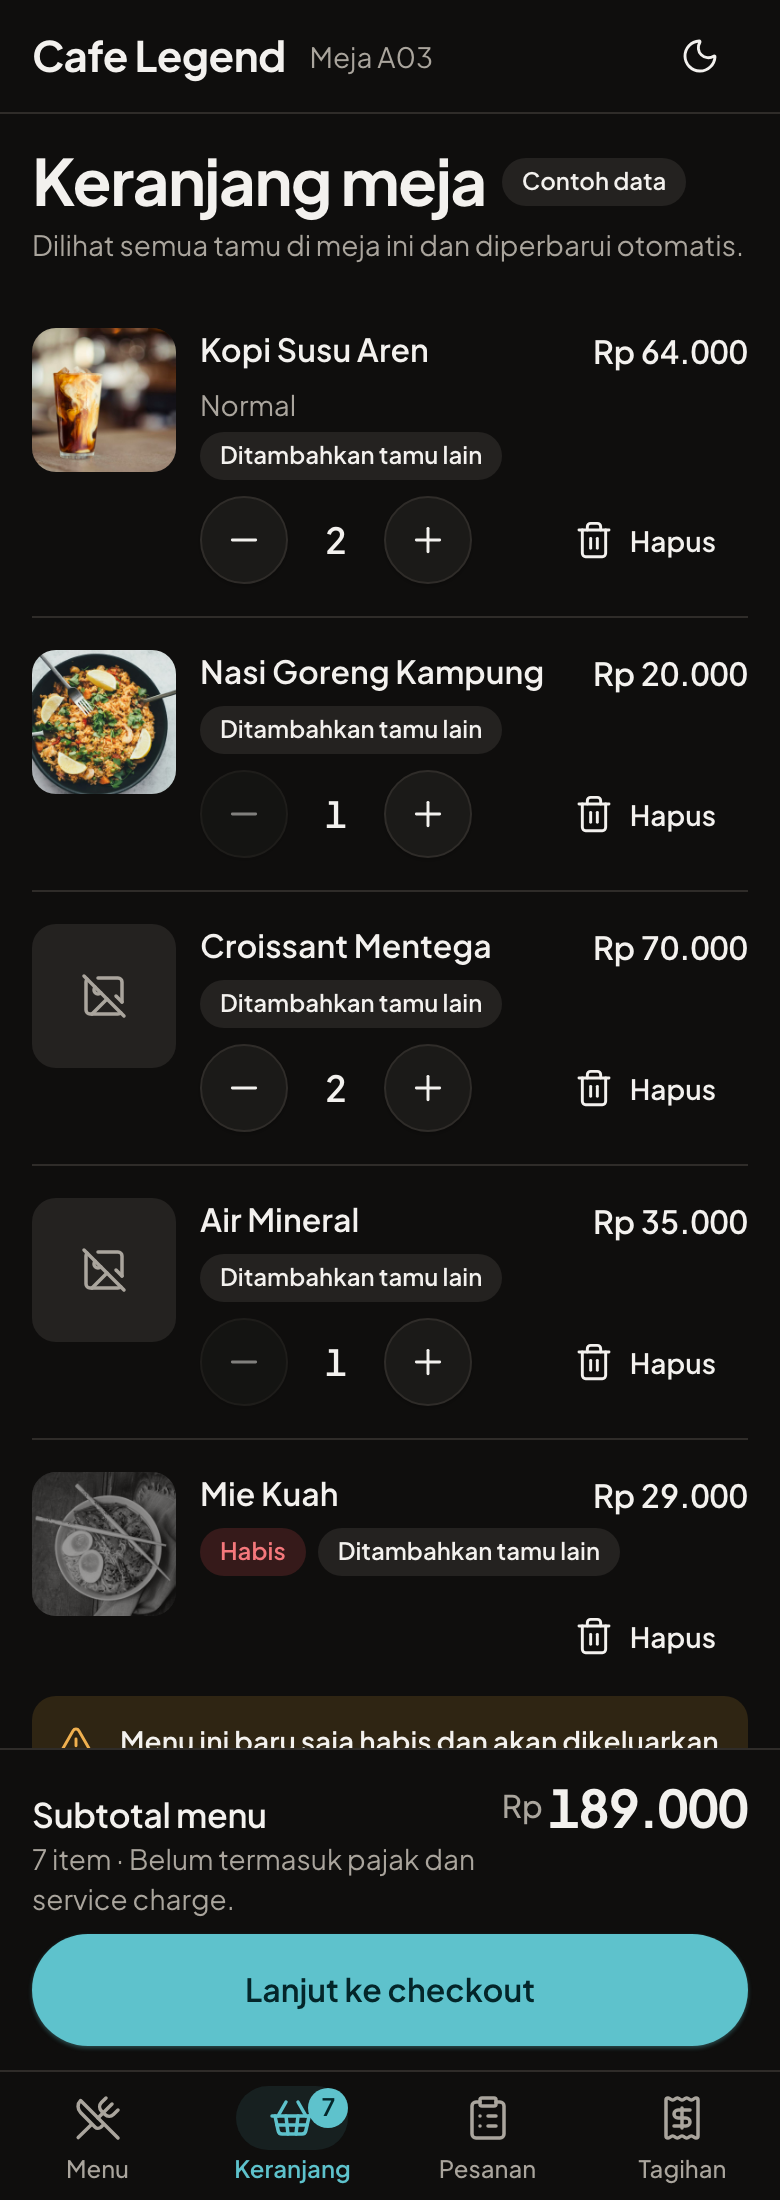 Cafe Legend Meja A03
Keranjang meja Contoh data
Dilihat semua tamu di meja ini dan diperbarui otomatis.
Kopi Susu Aren Rp 64.000
Normal
Ditambahkan tamu lain
2 Hapus
Nasi Goreng Kampung Rp 20.000
Ditambahkan tamu lain
1 Hapus
Croissant Mentega Rp 70.000
Ditambahkan tamu lain
2 Hapus
Air Mineral Rp 35.000
Ditambahkan tamu lain
1 Hapus
Mie Kuah Rp 29.000
Habis Ditambahkan tamu lain
Hapus
Menu ini baru saja habis dan akan dikeluarkan
Subtotal menu Rp 189.000
7 item · Belum termasuk pajak dan
service charge.
Lanjut ke checkout
7
Menu Keranjang Pesanan Tagihan